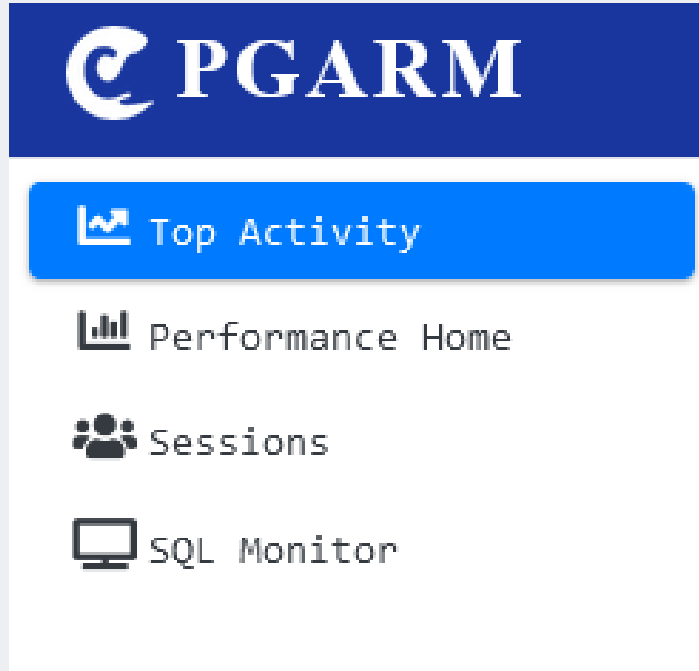 PGARM
Top Activity
Performance Home
Sessions
SQL Monitor